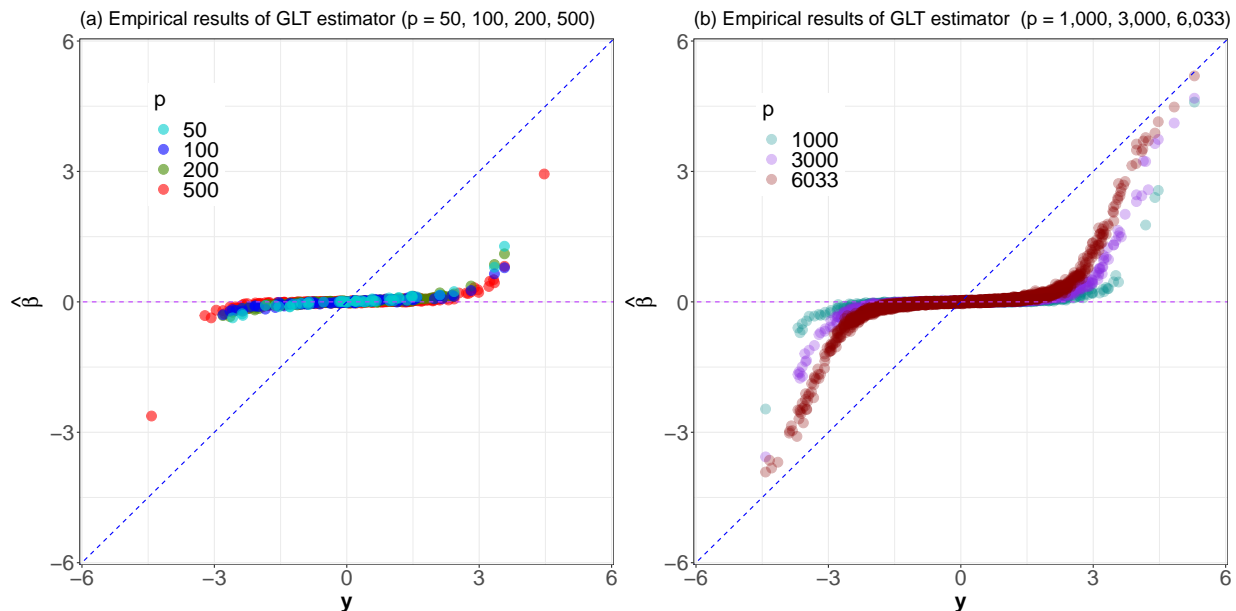 (a) Empirical results of GLT estimator (p = 50, 100, 200, 500)
6
3
0
−3
−6
β̂
p
50
100
200
500
−6 −3 0 3 6
y
(b) Empirical results of GLT estimator (p = 1,000, 3,000, 6,033)
6
3
0
−3
−6
β̂
p
1000
3000
6033
−6 −3 0 3 6
y